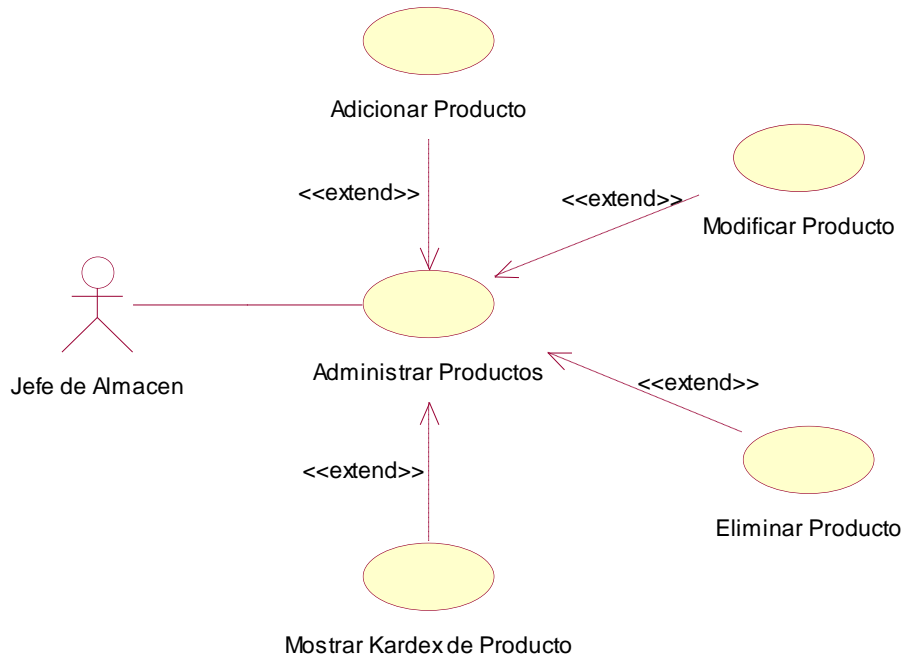 Adicionar Producto
<<extend>>
<<extend>>
Modificar Producto
Jefe de Almacen
Administrar Productos
<<extend>>
<<extend>>
Eliminar Producto
Mostrar Kardex de Producto